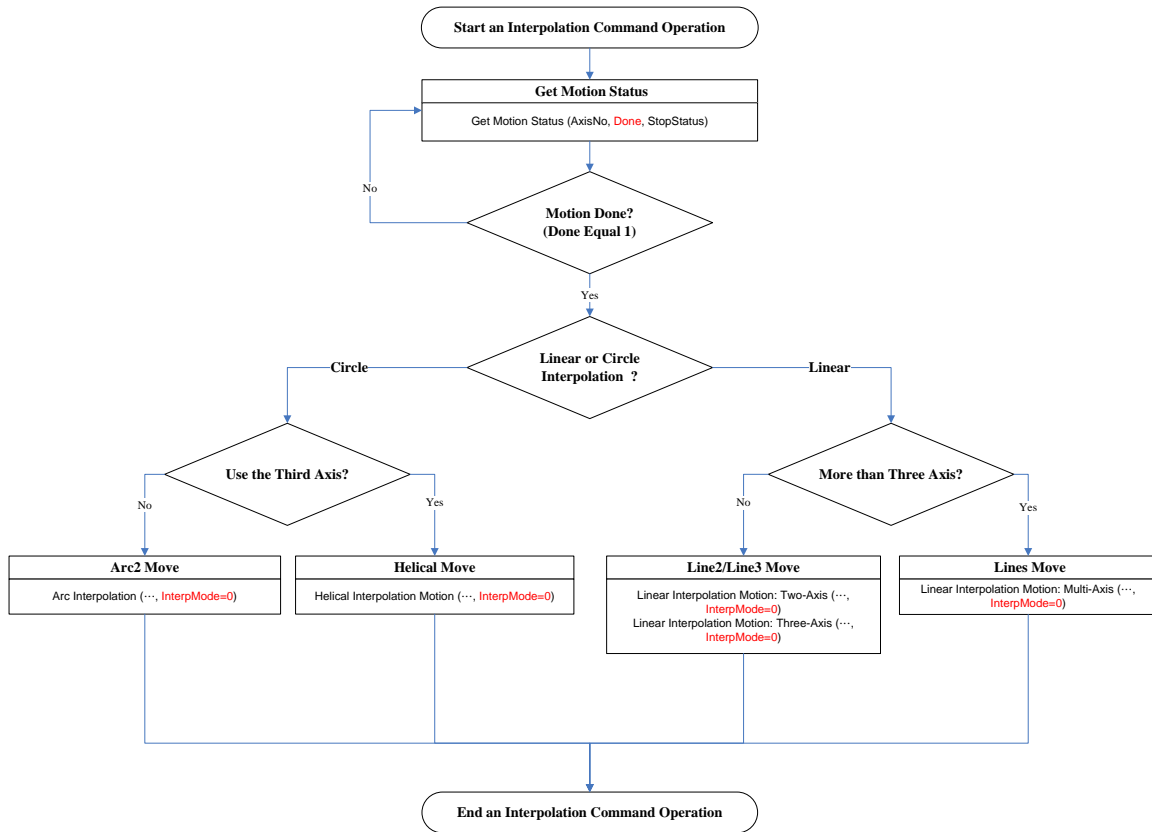 Start an Interpolation Command Operation
Get Motion Status
Get Motion Status (AxisNo, Done, StopStatus)
No
Motion Done?
(Done Equal 1)
Yes
Circle
Linear or Circle
Interpolation ?
Linear
Use the Third Axis?
More than Three Axis?
No
Yes
No
Yes
Arc2 Move
Arc Interpolation (⋯, InterpMode=0)
Helical Move
Helical Interpolation Motion (⋯, InterpMode=0)
Line2/Line3 Move
Linear Interpolation Motion: Two-Axis (⋯,
InterpMode=0)
Linear Interpolation Motion: Three-Axis (⋯,
InterpMode=0)
Lines Move
Linear Interpolation Motion: Multi-Axis (⋯,
InterpMode=0)
End an Interpolation Command Operation